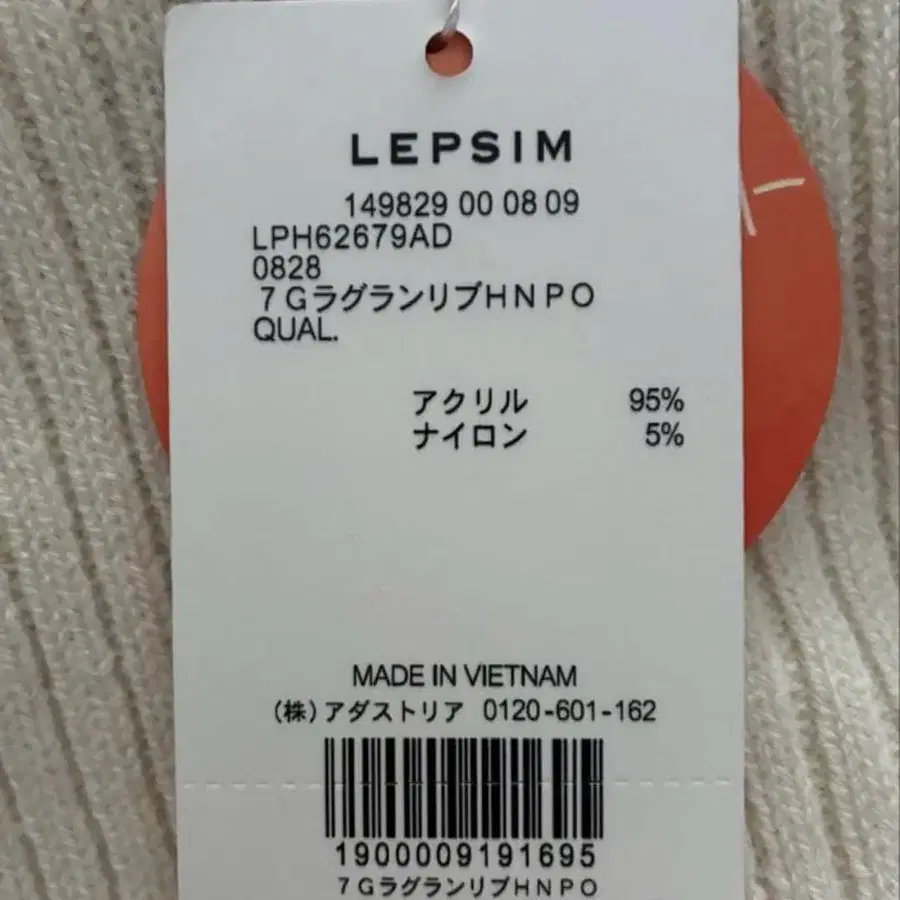 LEPSIM
149829 00 08 09
LPH62679AD
0828
７ＧラグランリブＨＮＰＯ
QUAL.
アクリル 95%
ナイロン 5%
MADE IN VIETNAM
（株）アダストリア 0120-601-162
1900009191695
７ＧラグランリブＨＮＰＯ